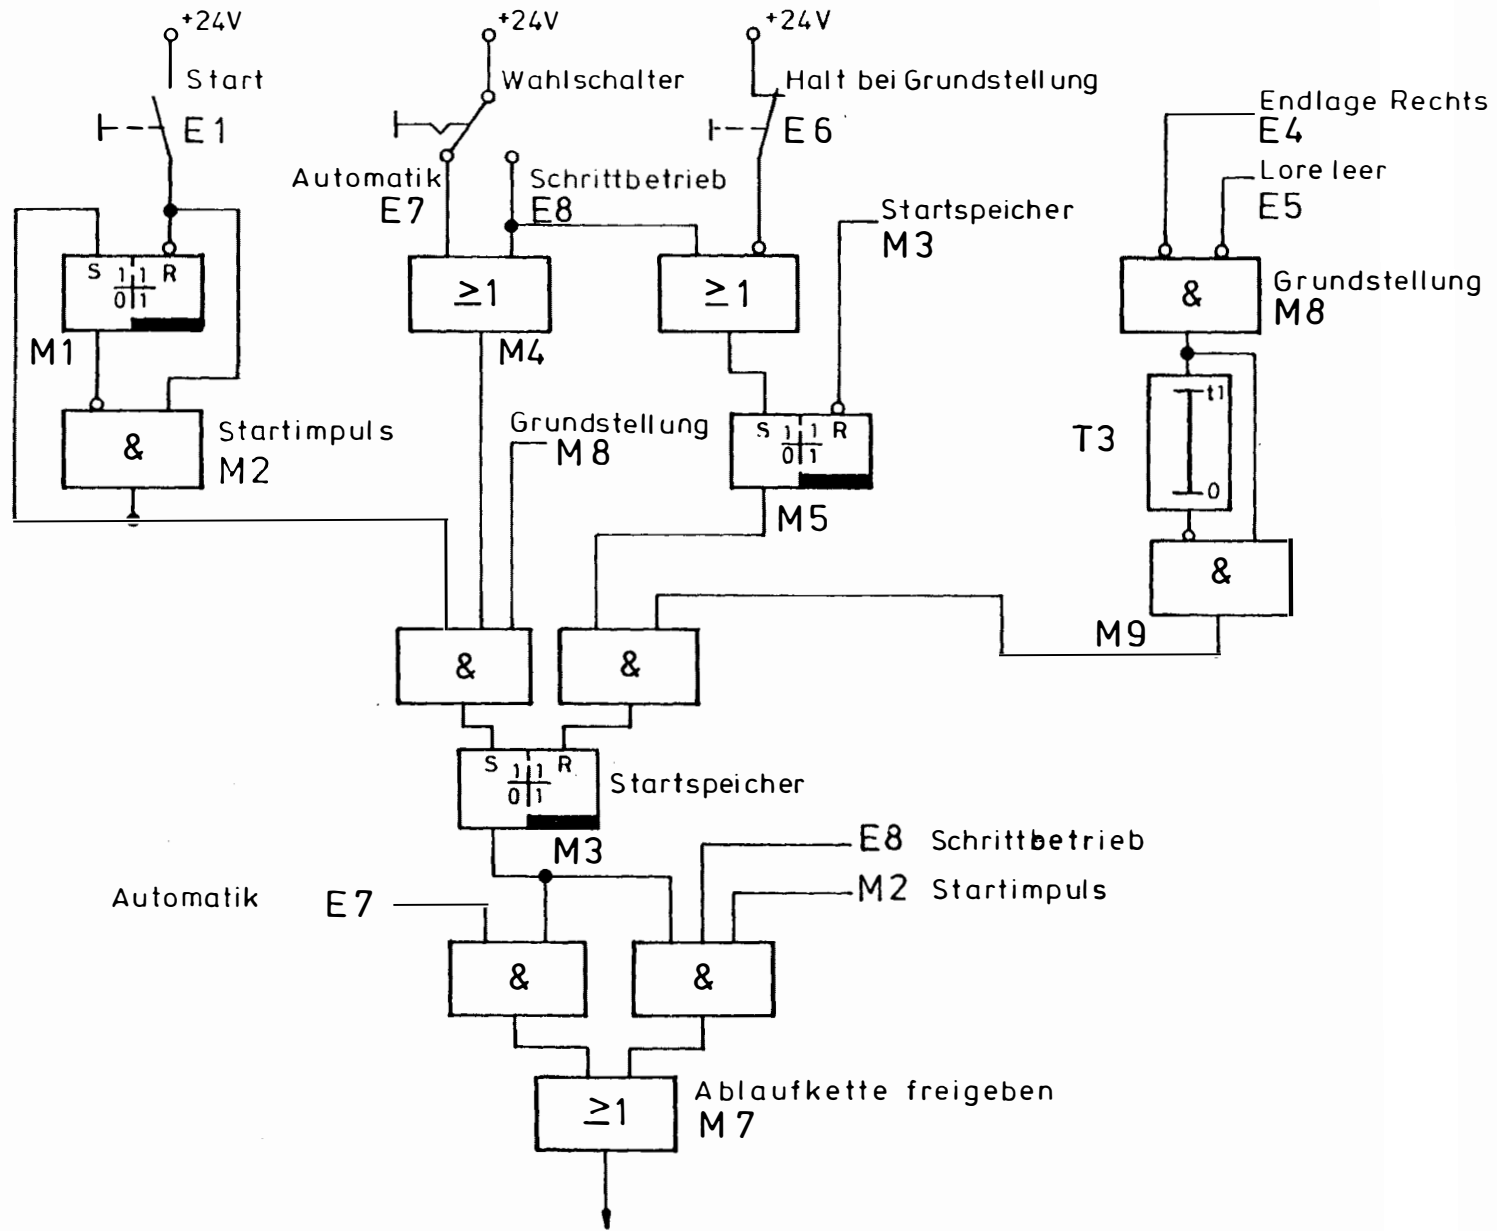 +24V
+24V
+24V
Start
Wahlschalter
Halt bei Grundstellung
Endlage Rechts
E4
E1
E6
Lore leer
E5
Automatik
E7
Schrittbetrieb
E8
Startspeicher
M3
S 1 1 R
0 1
≥1
≥1
&
Grundstellung
M8
M1
M4
t1
Startimpuls
M2
&
Grundstellung
M8
S 1 1 R
0 1
T3
0
M5
&
M9
&
&
S 1 1 R
0 1
Startspeicher
M3
E8 Schrittbetrieb
M2 Startimpuls
Automatik E7
&
&
≥1
Ablaufkette freigeben
M7